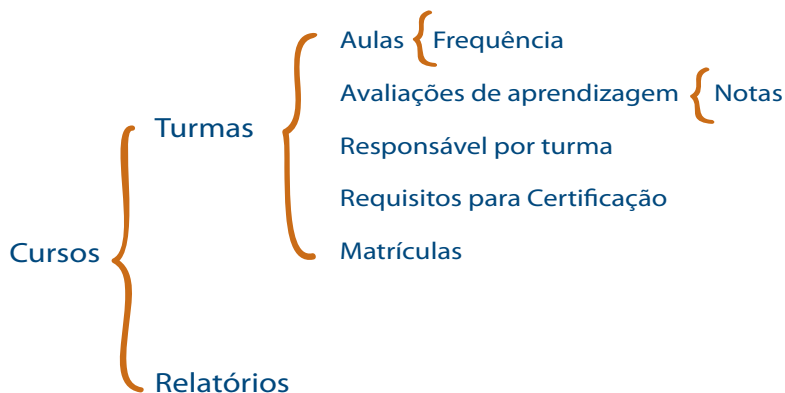 Aulas
Frequência
Avaliações de aprendizagem
Notas
Turmas
Responsável por turma
Requisitos para Certificação
Cursos
Matrículas
Relatórios